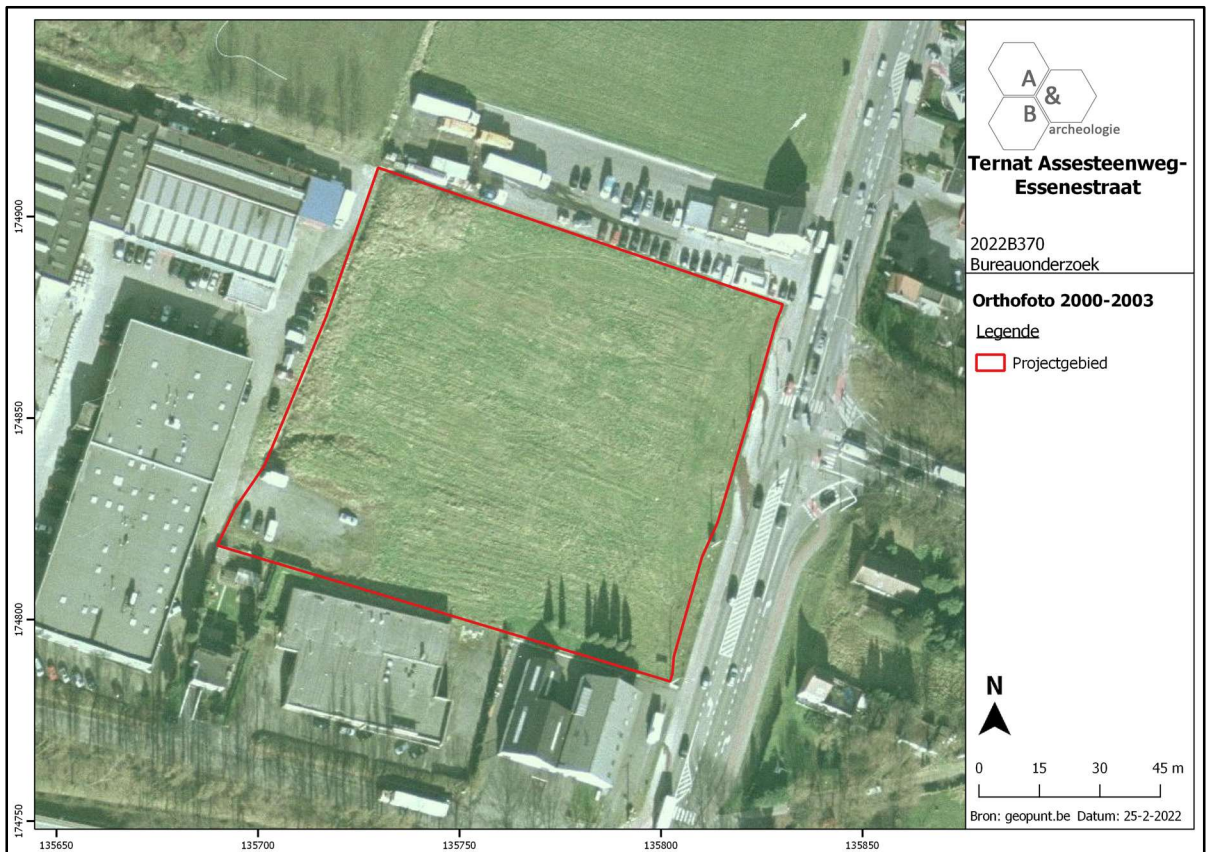 A
&
B
archeologie
Ternat Assesteenweg-
Essenestraat
2022B370
Bureauonderzoek
Orthofoto 2000-2003
Legende
Projectgebied
N
0 15 30 45 m
Bron: geopunt.be Datum: 25-2-2022
174900
174850
174800
174750
135650 135700 135750 135800 135850